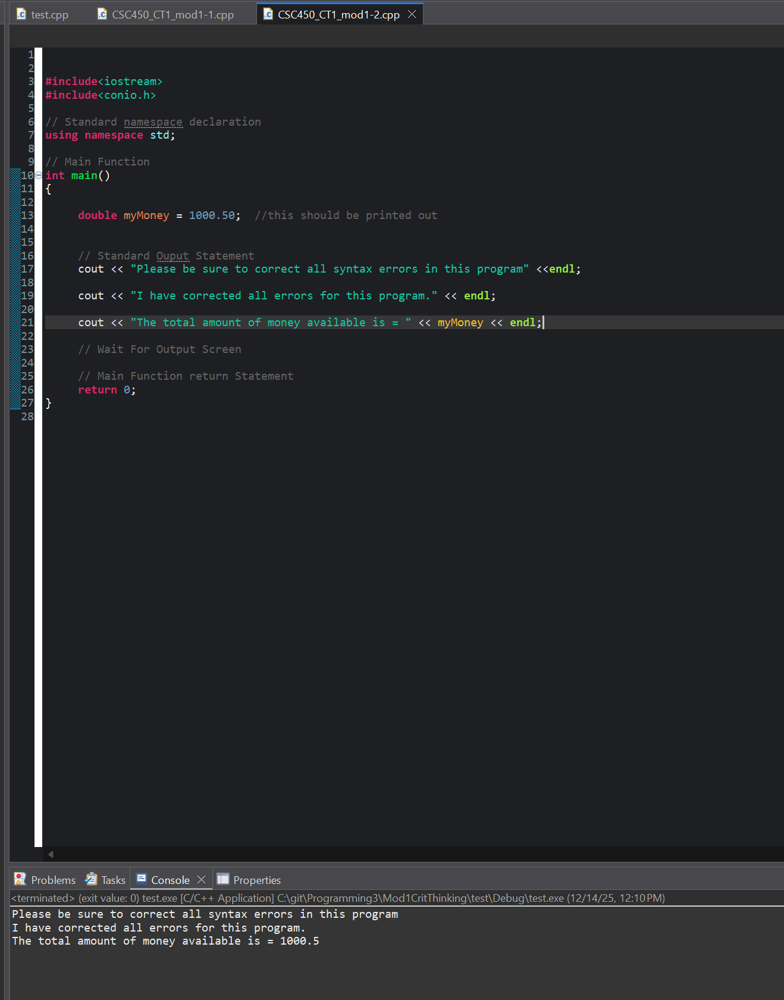 test.cpp CSC450_CT1_mod1-1.cpp CSC450_CT1_mod1-2.cpp
1
2
3 #include<iostream>
4 #include<conio.h>
5
6 // Standard namespace declaration
7 using namespace std;
8
9 // Main Function
10 int main()
11 {
12
13 double myMoney = 1000.50; //this should be printed out
14
15
16 // Standard Ouput Statement
17 cout << "Please be sure to correct all syntax errors in this program" <<endl;
18
19 cout << "I have corrected all errors for this program." << endl;
20
21 cout << "The total amount of money available is = " << myMoney << endl;
22
23 // Wait For Output Screen
24
25 // Main Function return Statement
26 return 0;
27 }
28
Problems Tasks Console Properties
<terminated> (exit value: 0) test.exe [C/C++ Application] C:\git\Programming3\Mod1CritThinking\test\Debug\test.exe (12/14/25, 12:10 PM)
Please be sure to correct all syntax errors in this program
I have corrected all errors for this program.
The total amount of money available is = 1000.5